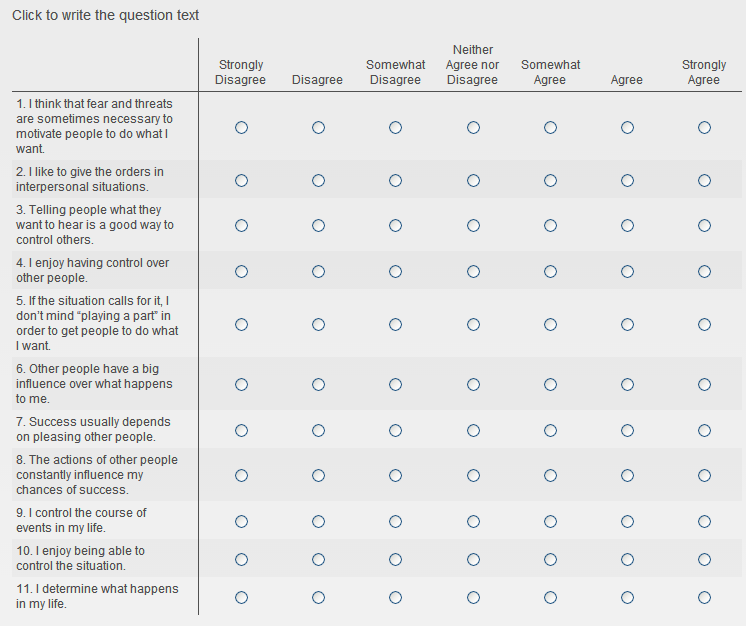 Click to write the question text
Strongly Disagree
Disagree
Somewhat Disagree
Neither Agree nor Disagree
Somewhat Agree
Agree
Strongly Agree
1. I think that fear and threats
are sometimes necessary to
motivate people to do what I
want.
2. I like to give the orders in
interpersonal situations.
3. Telling people what they
want to hear is a good way to
control others.
4. I enjoy having control over
other people.
5. If the situation calls for it, I
don't mind “playing a part” in
order to get people to do what
I want.
6. Other people have a big
influence over what happens
to me.
7. Success usually depends
on pleasing other people.
8. The actions of other people
constantly influence my
chances of success.
9. I control the course of
events in my life.
10. I enjoy being able to
control the situation.
11. I determine what happens
in my life.